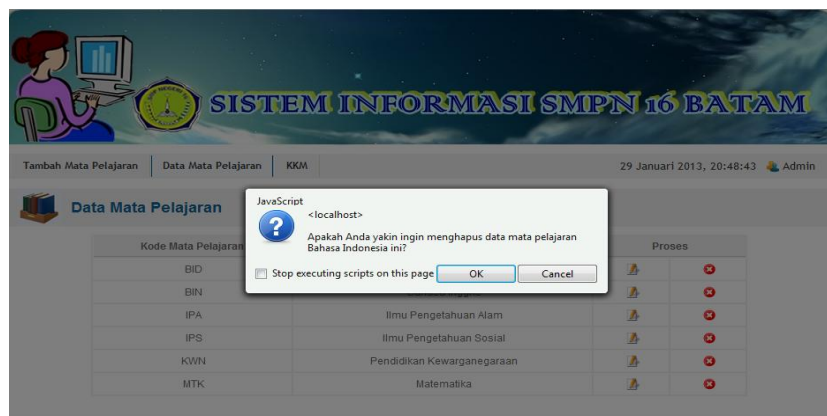 SISTEM INFORMASI SMPN 16 BATAM
Tambah Mata Pelajaran Data Mata Pelajaran KKM 29 Januari 2013, 20:48:43 Admin
Data Mata Pelajaran
JavaScript
<localhost>
Apakah Anda yakin ingin menghapus data mata pelajaran
Bahasa Indonesia ini?
Stop executing scripts on this page OK Cancel
Kode Mata Pelajaran Proses
BID
BIN
IPA Ilmu Pengetahuan Alam
IPS Ilmu Pengetahuan Sosial
KWN Pendidikan Kewarganegaraan
MTK Matematika